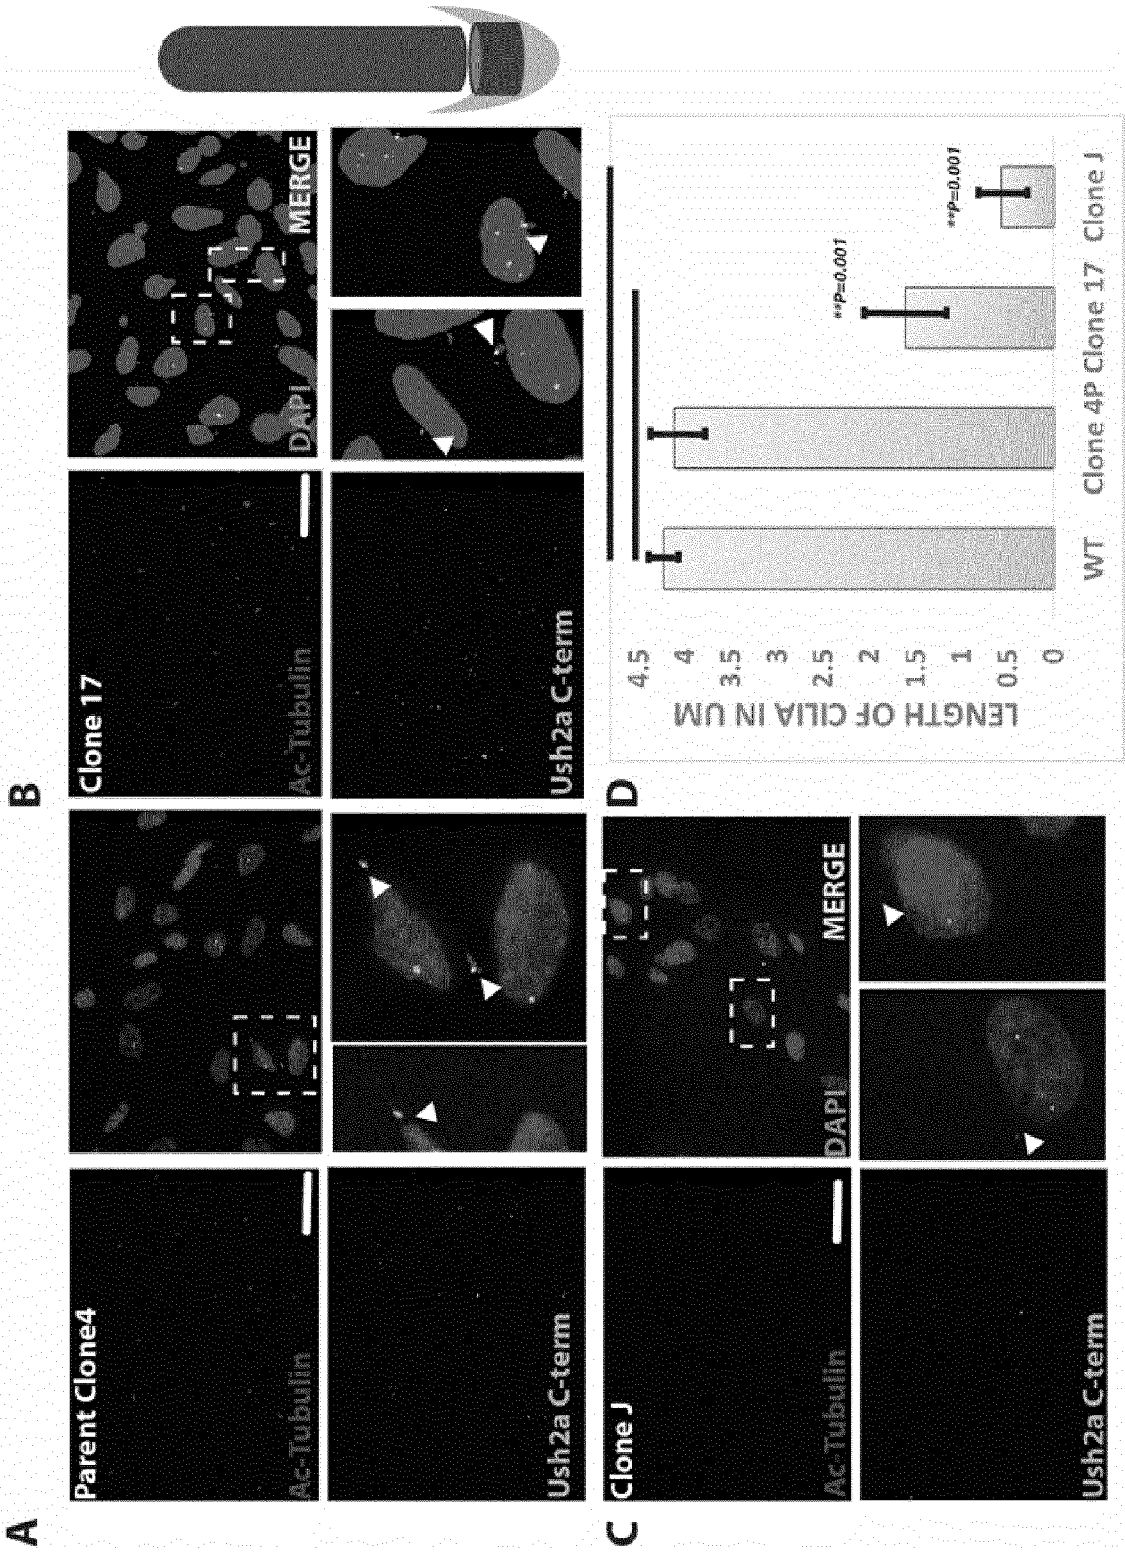 A
Parent Clone4
Ac-Tubulin
Ush2a C-term
B
Clone 17
Ac-Tubulin
DAPI
MERGE
Ush2a C-term
C
Clone J
Ac-Tubulin
DAPI
MERGE
Ush2a C-term
D
LENGTH OF CILIA IN UM
4.5
4
3.5
3
2.5
2
1.5
1
0.5
0
**P=0.001
**P=0.001
WT Clone 4P Clone 17 Clone J